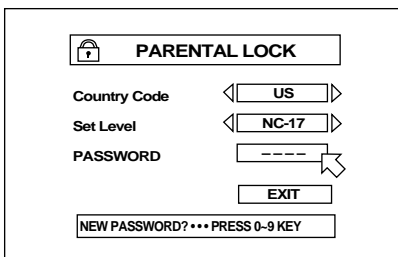 PARENTAL LOCK
Country Code US
Set Level NC-17
PASSWORD – – – –
EXIT
NEW PASSWORD? ••• PRESS 0~9 KEY